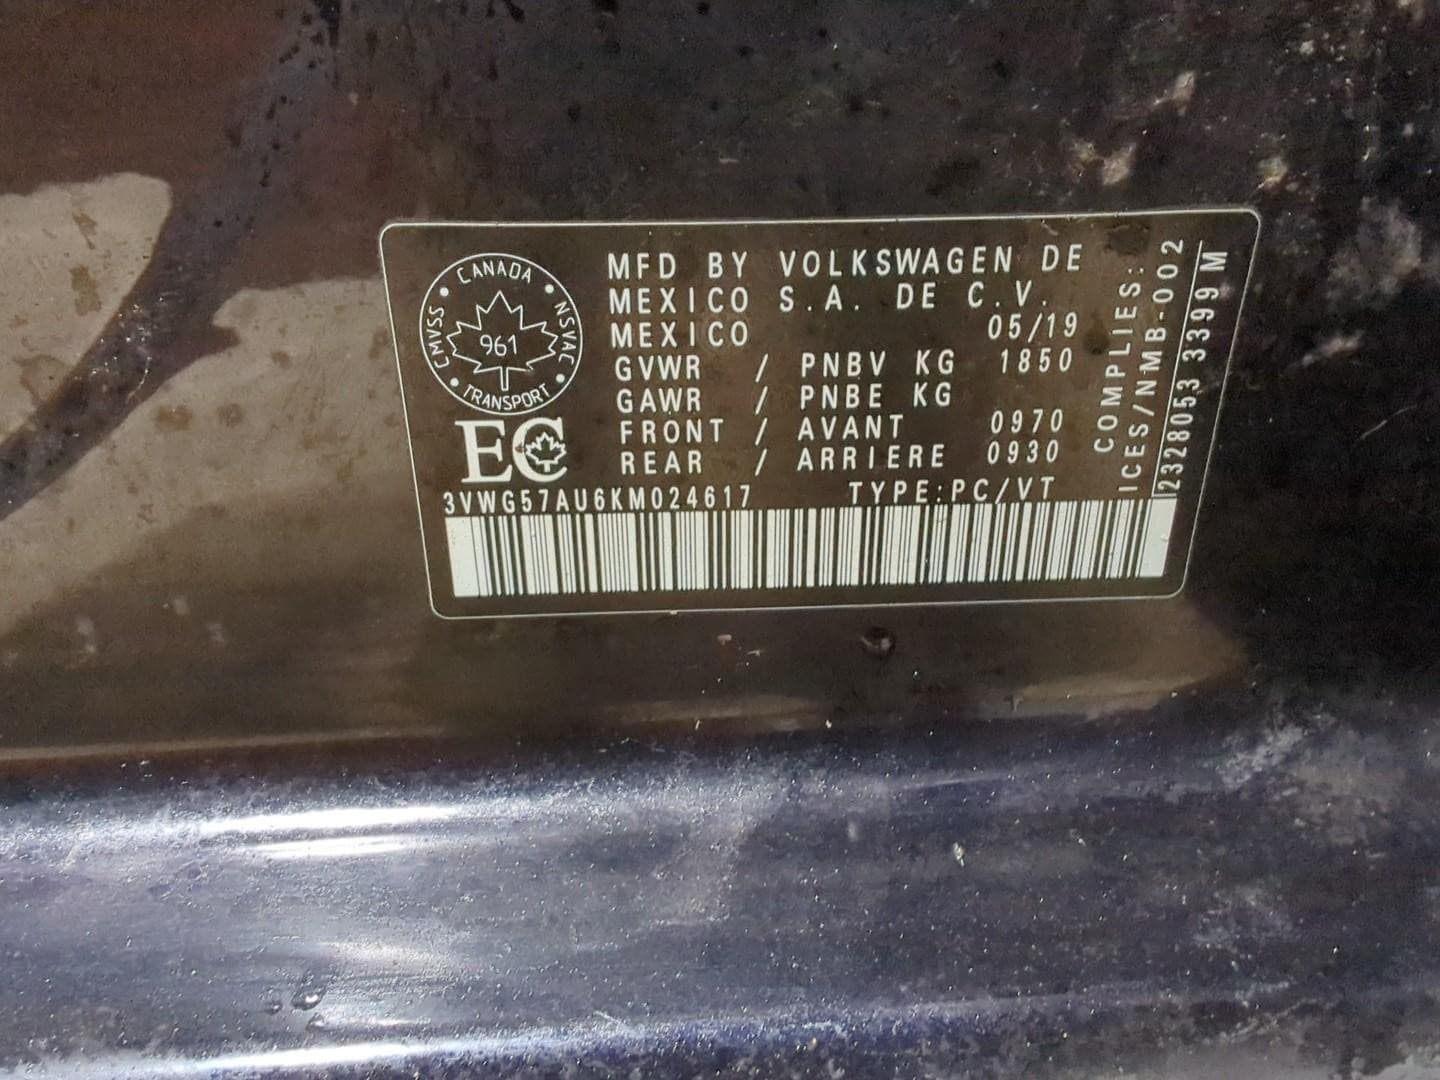 CANADA
CMVSS
NSVAC
961
TRANSPORT
EC
MFD BY VOLKSWAGEN DE
MEXICO S.A. DE C.V.
MEXICO 05/19
GVWR / PNBV KG 1850
GAWR / PNBE KG
FRONT / AVANT 0970
REAR / ARRIERE 0930
3VWG57AU6KM024617 TYPE:PC/VT
COMPLIES:
ICES/NMB-002
2328053 3399 M